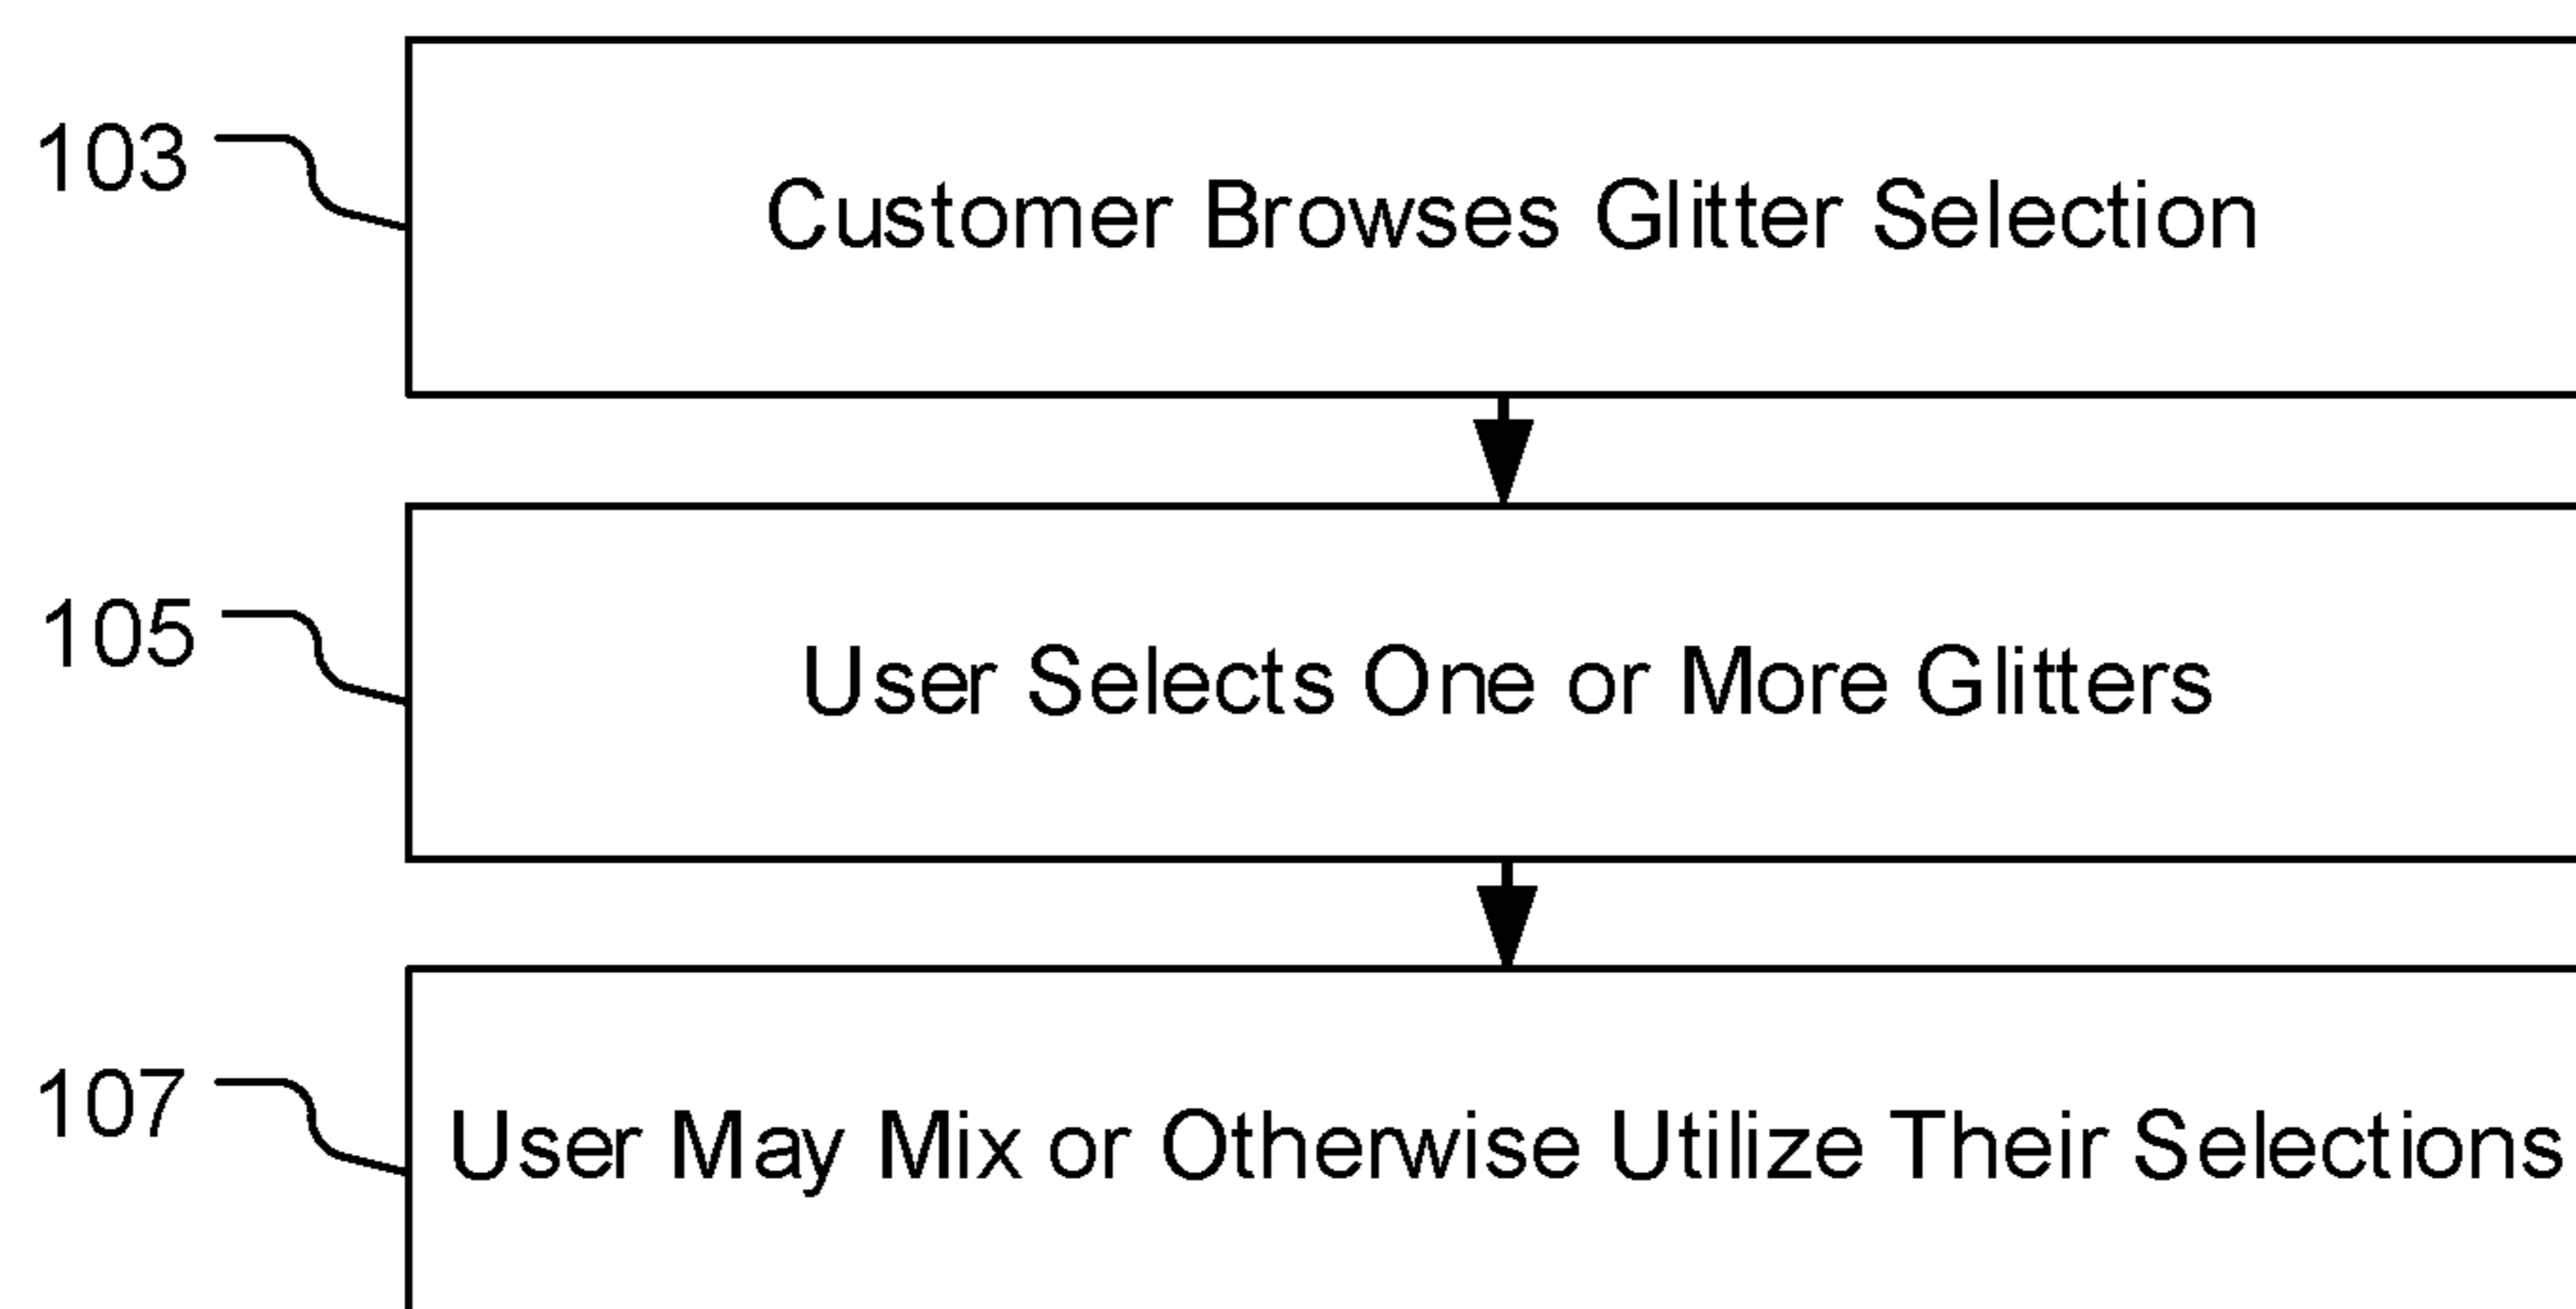 103
Customer Browses Glitter Selection
105
User Selects One or More Glitters
107
User May Mix or Otherwise Utilize Their Selections